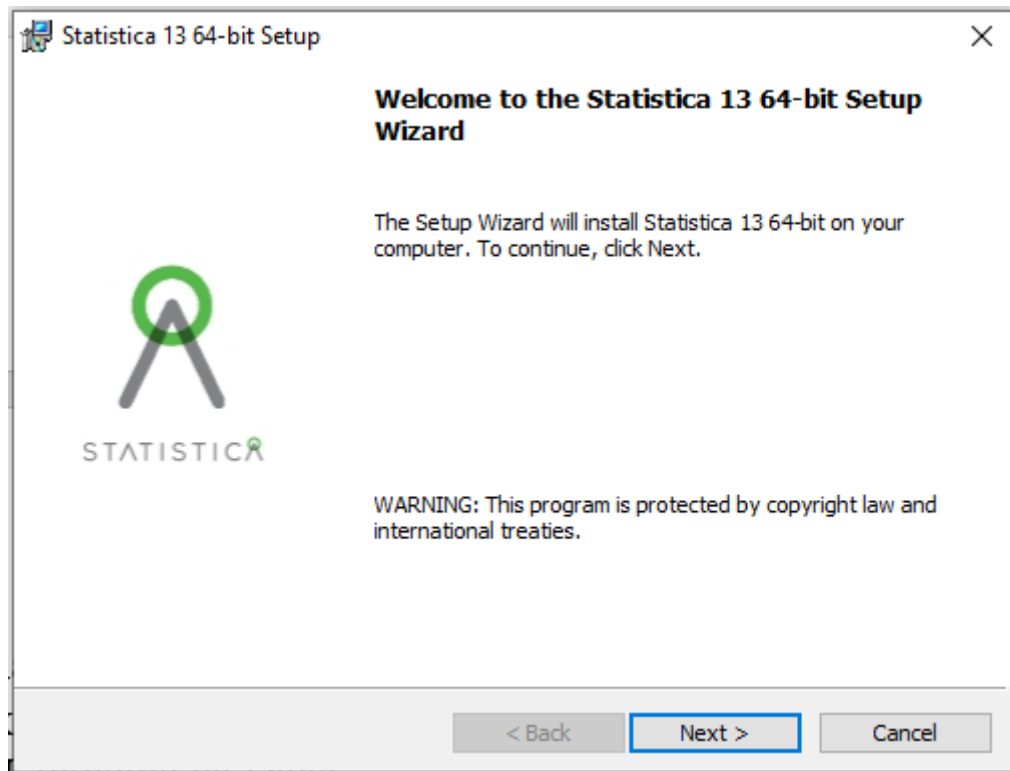 Statistica 13 64-bit Setup
Welcome to the Statistica 13 64-bit Setup
Wizard
The Setup Wizard will install Statistica 13 64-bit on your
computer. To continue, click Next.
STATISTICA
WARNING: This program is protected by copyright law and
international treaties.
< Back
Next >
Cancel